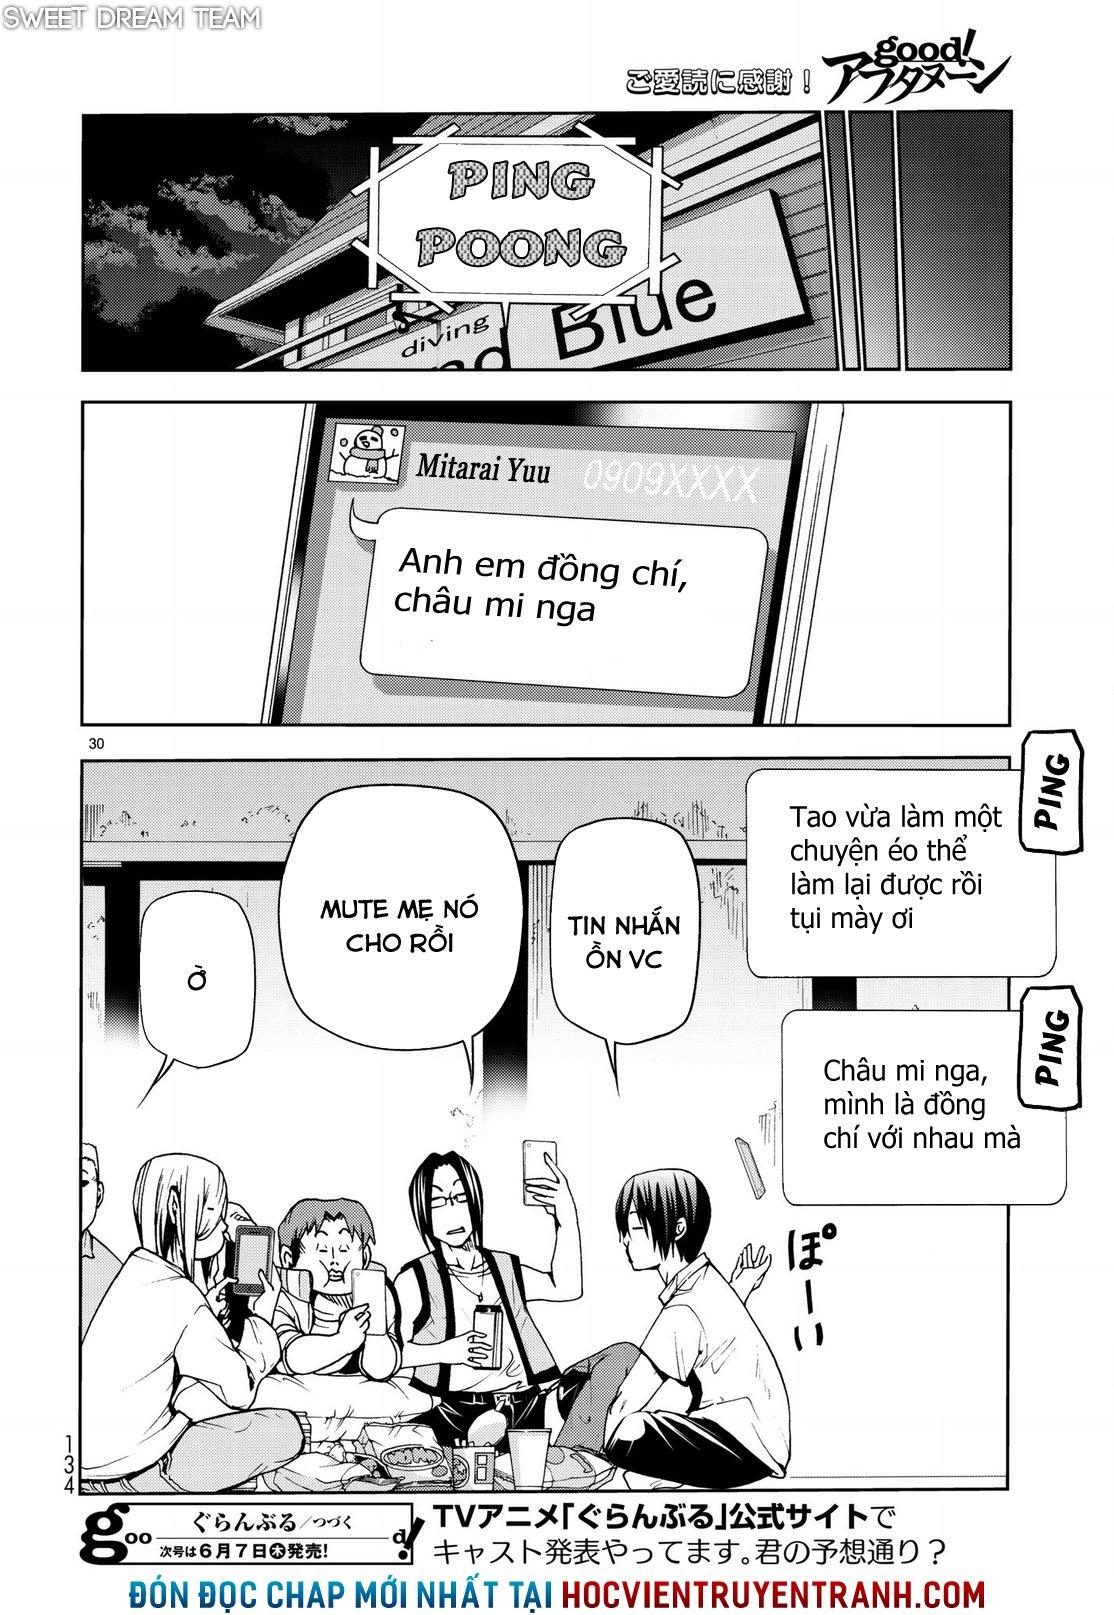 SWEET DREAM TEAM
ご愛読に感謝!
good!
アフタヌーン
PING
POONG
diving
nd Blue
Mitarai Yuu 0909XXXX
Anh em đồng chí,
châu mi nga
30
PING
Tao vừa làm một
chuyện éo thể
làm lại được rồi
tụi mày ơi
TIN NHẮN
ỒN VC
MUTE MẸ NÓ
CHO RỒI
Ờ
PING
Châu mi nga,
mình là đồng
chí với nhau mà
ぽーい
134
good!
ぐらんぶる/つづく
次号は6月7日木発売!
TVアニメ「ぐらんぶる」公式サイトで
キャスト発表やってます。君の予想通り?
ĐÓN ĐỌC CHAP MỚI NHẤT TẠI HOCVIENTRUYENTRANH.COM